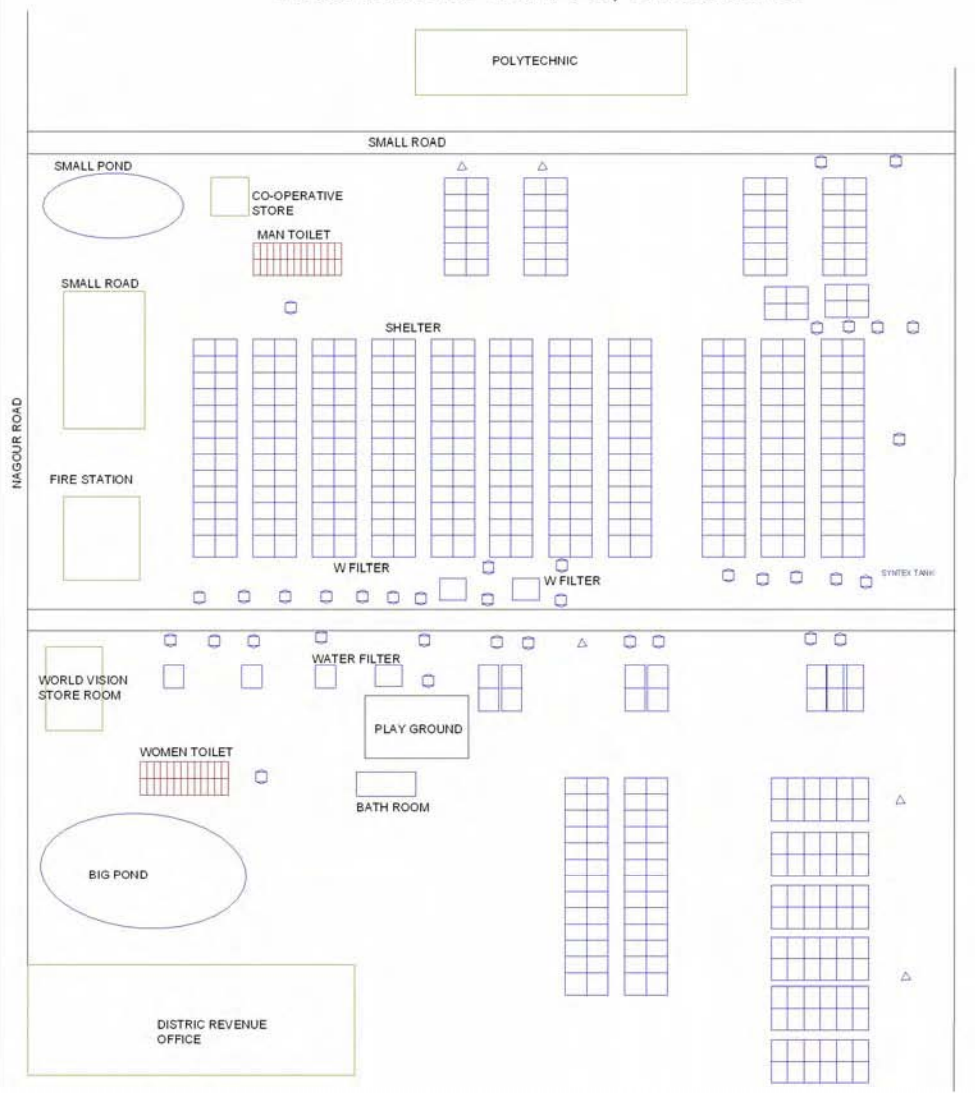 POLYTECHNIC
SMALL ROAD
SMALL POND
CO-OPERATIVE
STORE
MAN TOILET
SMALL ROAD
SHELTER
NAGOUR ROAD
FIRE STATION
W FILTER
W FILTER
SYNTEX TANK
WATER FILTER
WORLD VISION
STORE ROOM
PLAY GROUND
WOMEN TOILET
BATH ROOM
BIG POND
DISTRIC REVENUE
OFFICE